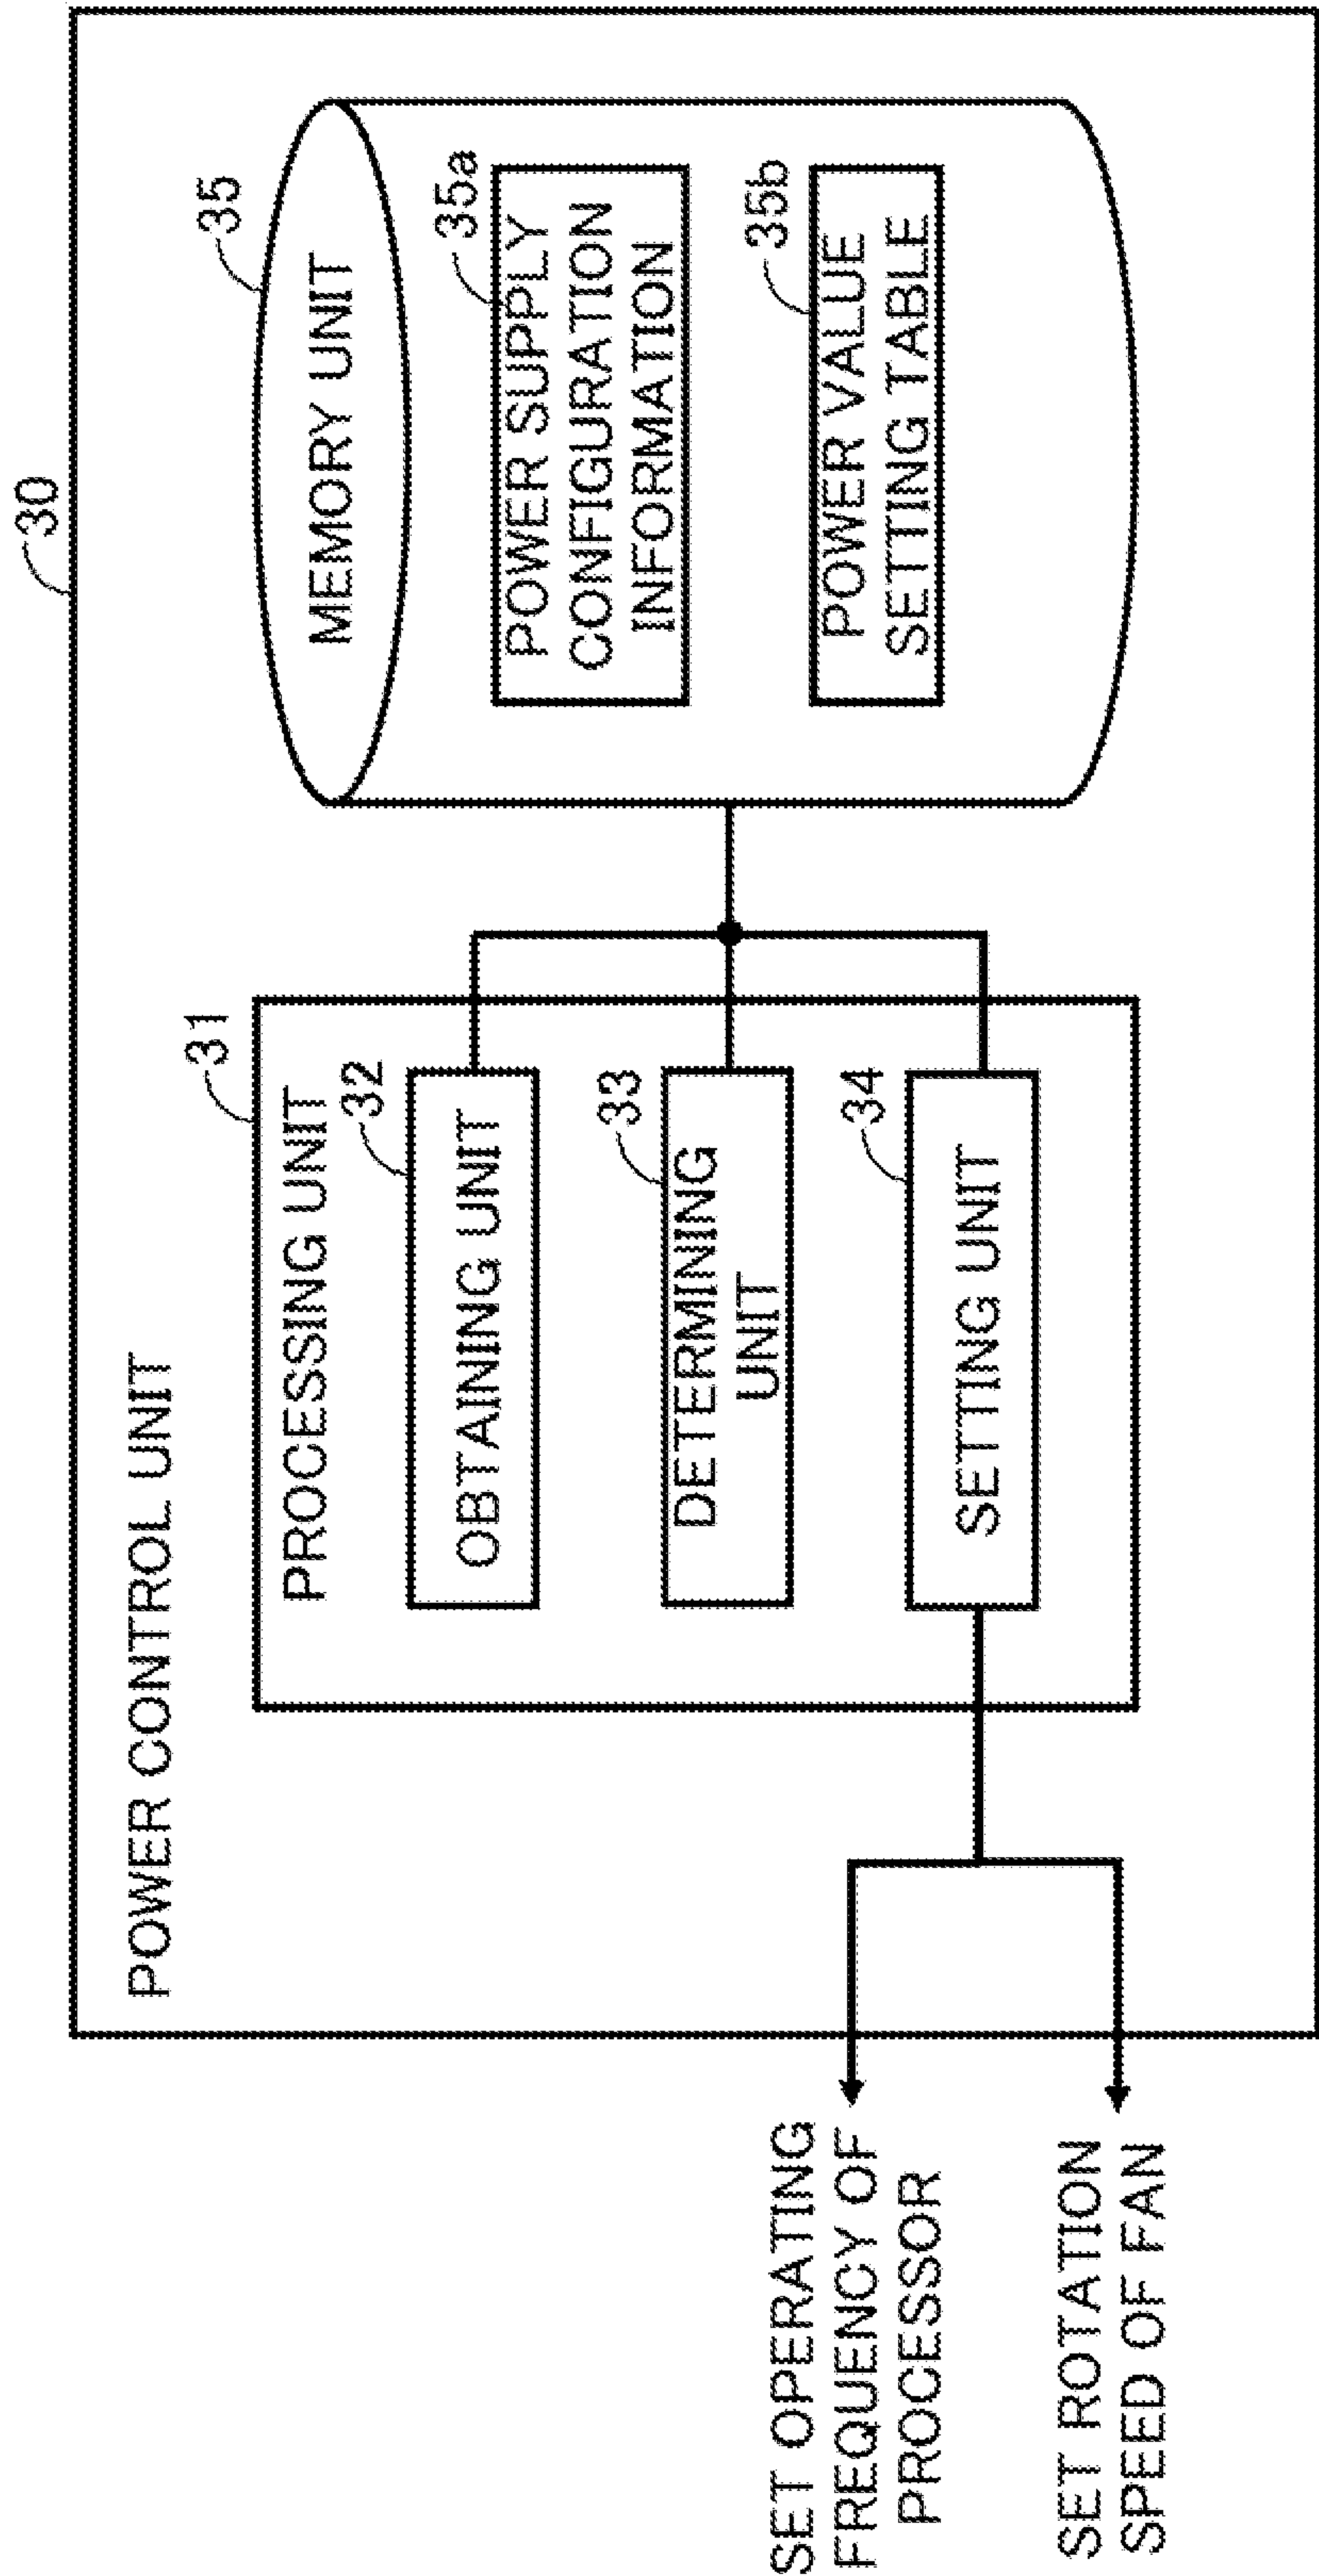 30
POWER CONTROL UNIT
31
PROCESSING UNIT
32
OBTAINING UNIT
33
DETERMINING
UNIT
34
SETTING UNIT
35
MEMORY UNIT
35a
POWER SUPPLY
CONFIGURATION
INFORMATION
35b
POWER VALUE
SETTING TABLE
SET OPERATING
FREQUENCY OF
PROCESSOR
SET ROTATION
SPEED OF FAN